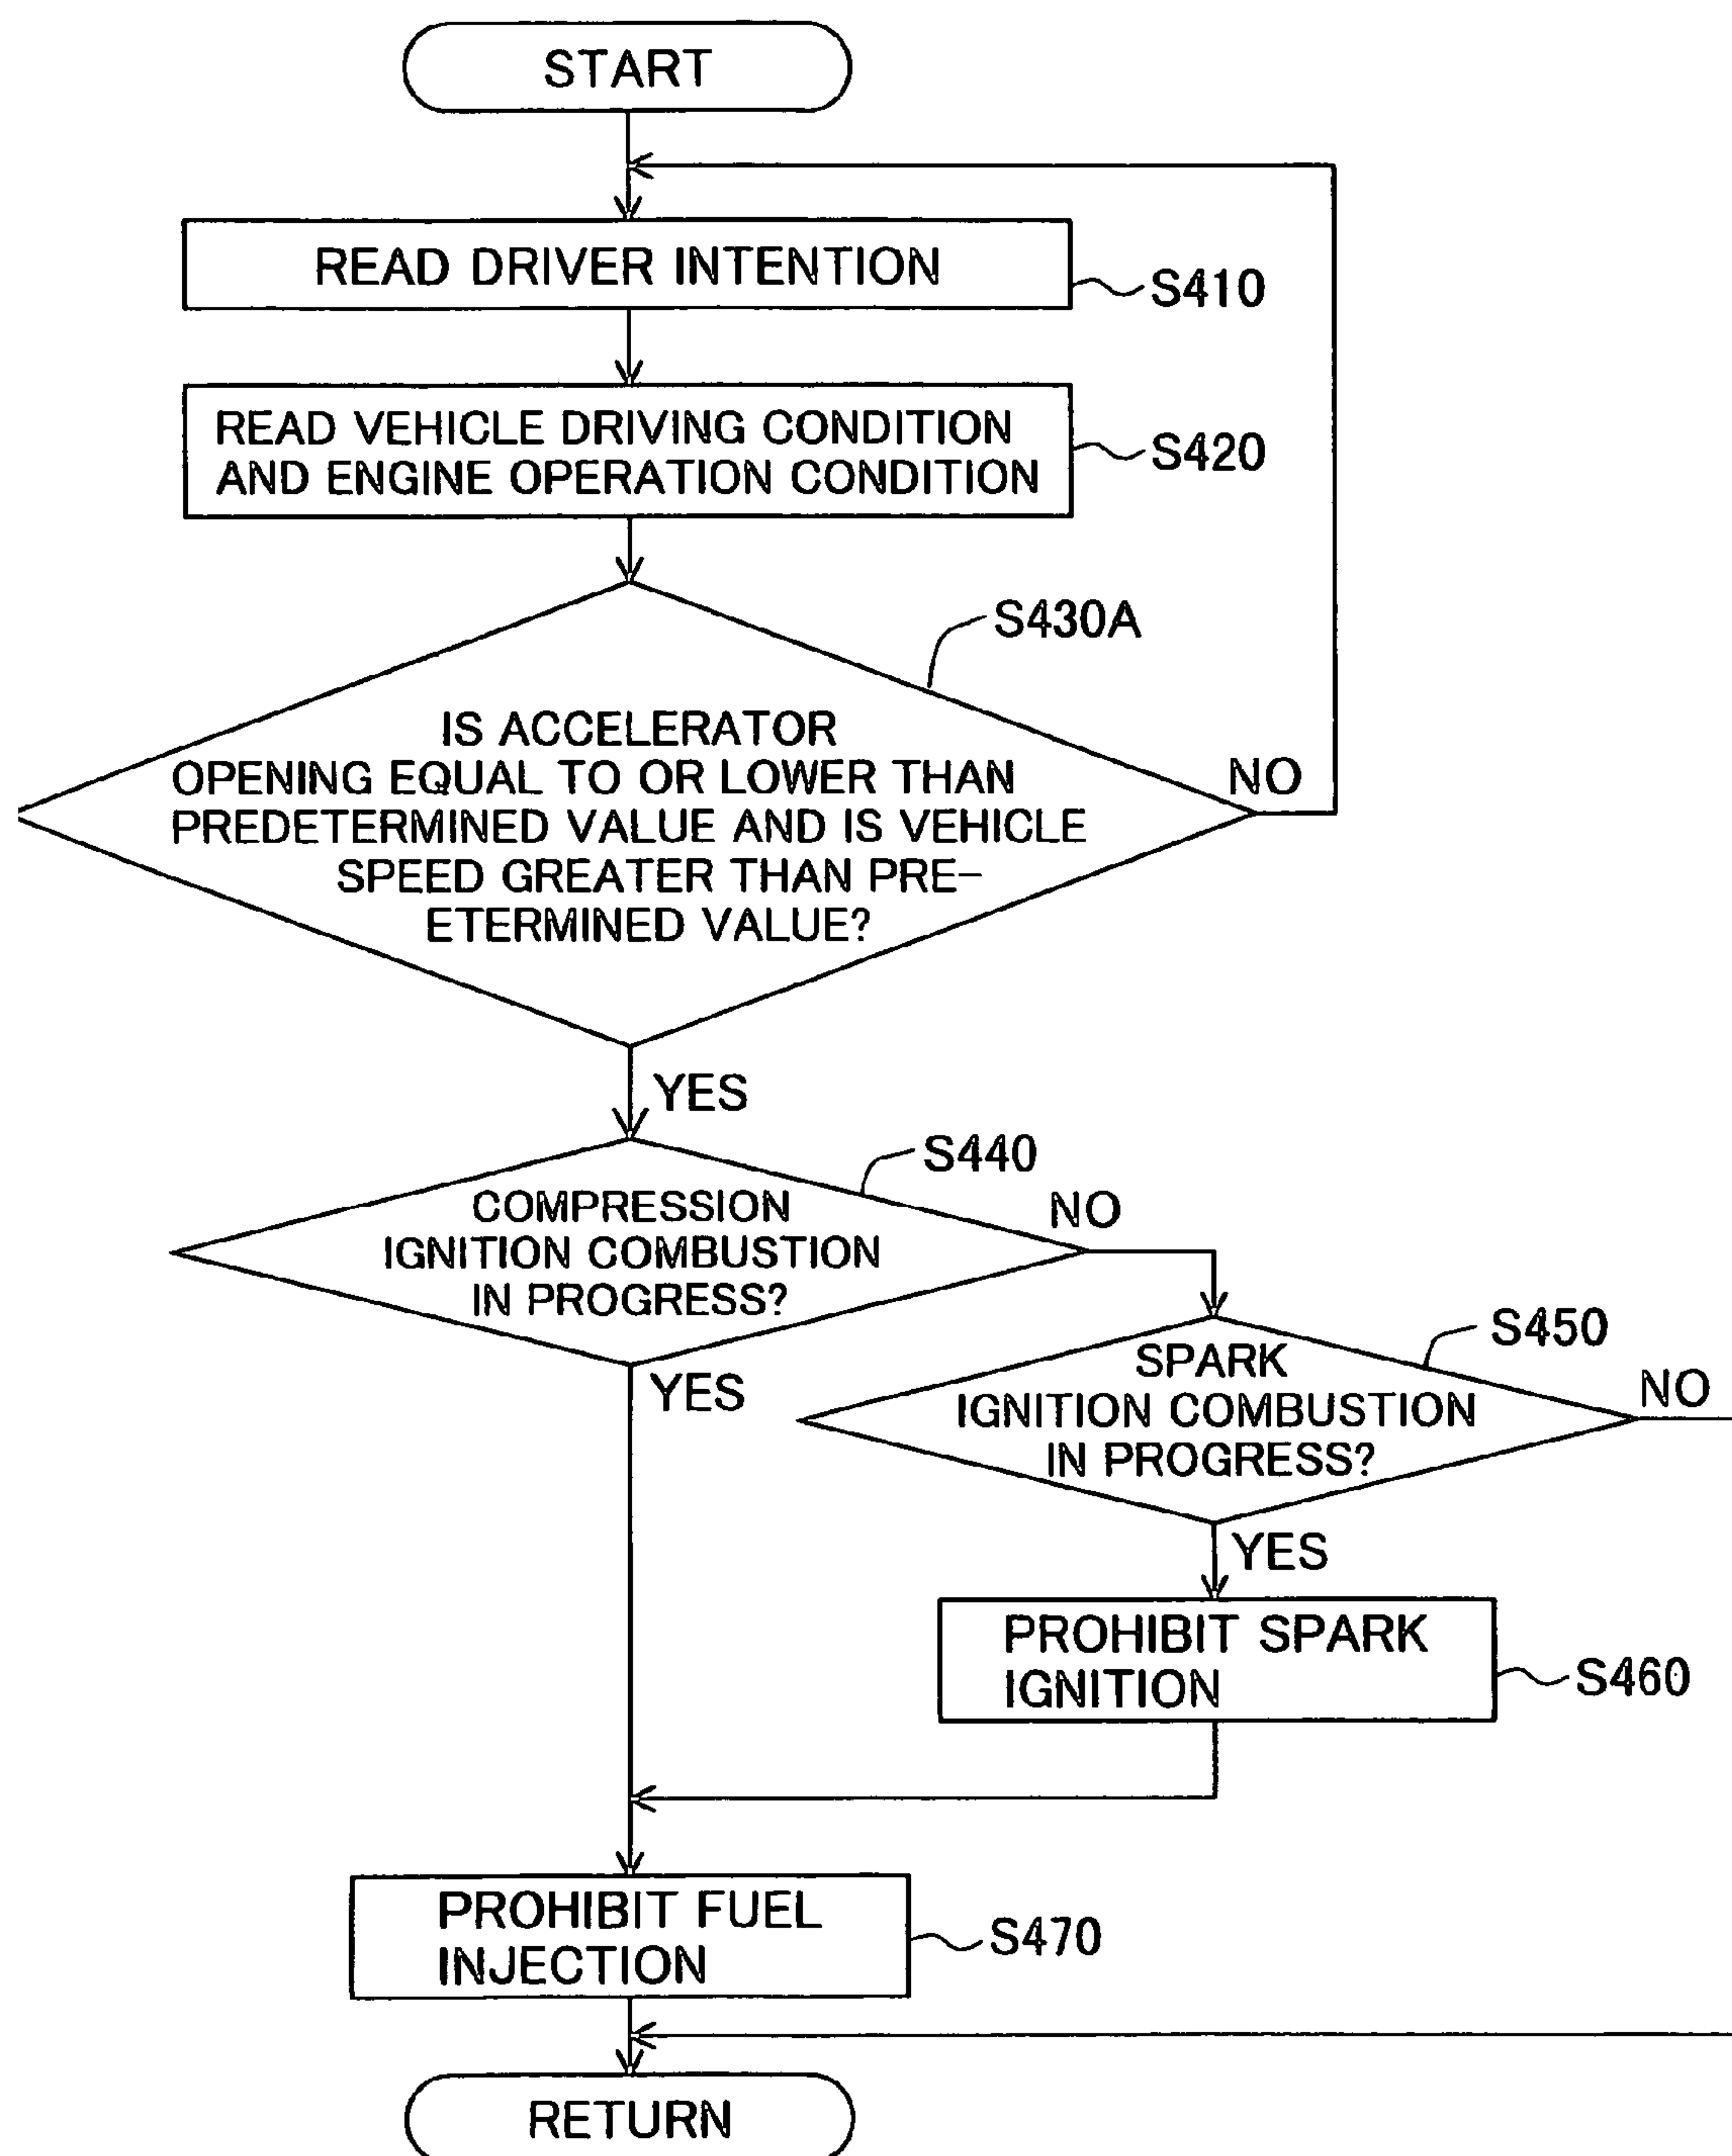 START
READ DRIVER INTENTION
S410
READ VEHICLE DRIVING CONDITION
AND ENGINE OPERATION CONDITION
S420
S430A
IS ACCELERATOR
OPENING EQUAL TO OR LOWER THAN
PREDETERMINED VALUE AND IS VEHICLE
SPEED GREATER THAN PRE-
ETERMINED VALUE?
NO
YES
S440
COMPRESSION
IGNITION COMBUSTION
IN PROGRESS?
NO
YES
S450
SPARK
IGNITION COMBUSTION
IN PROGRESS?
NO
YES
PROHIBIT SPARK
IGNITION
S460
PROHIBIT FUEL
INJECTION
S470
RETURN